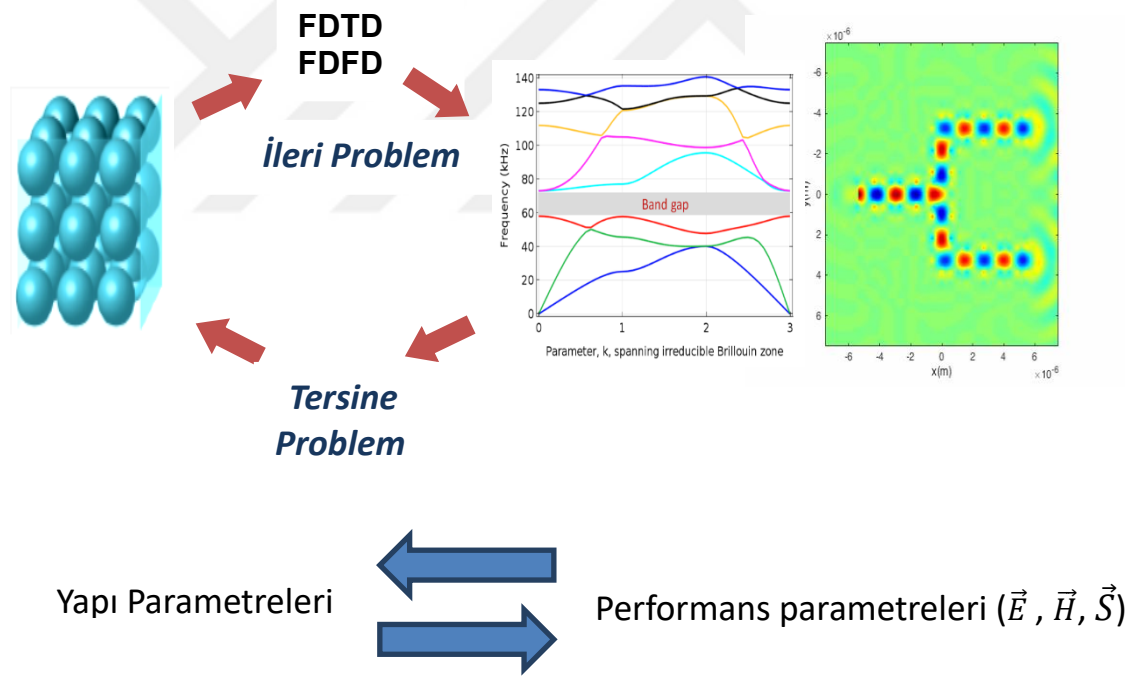 FDTD
FDFD
İleri Problem
Frequency (kHz)
140
120
100
80
60
40
20
0
Band gap
0 1 2 3
Parameter, k, spanning irreducible Brillouin zone
×10⁻⁶
-6
-4
-2
0
2
4
6
y(m)
-6 -4 -2 0 2 4 6
x(m)
×10⁻⁶
Tersine
Problem
Yapı Parametreleri
Performans parametreleri (E⃗ , H⃗, S⃗)